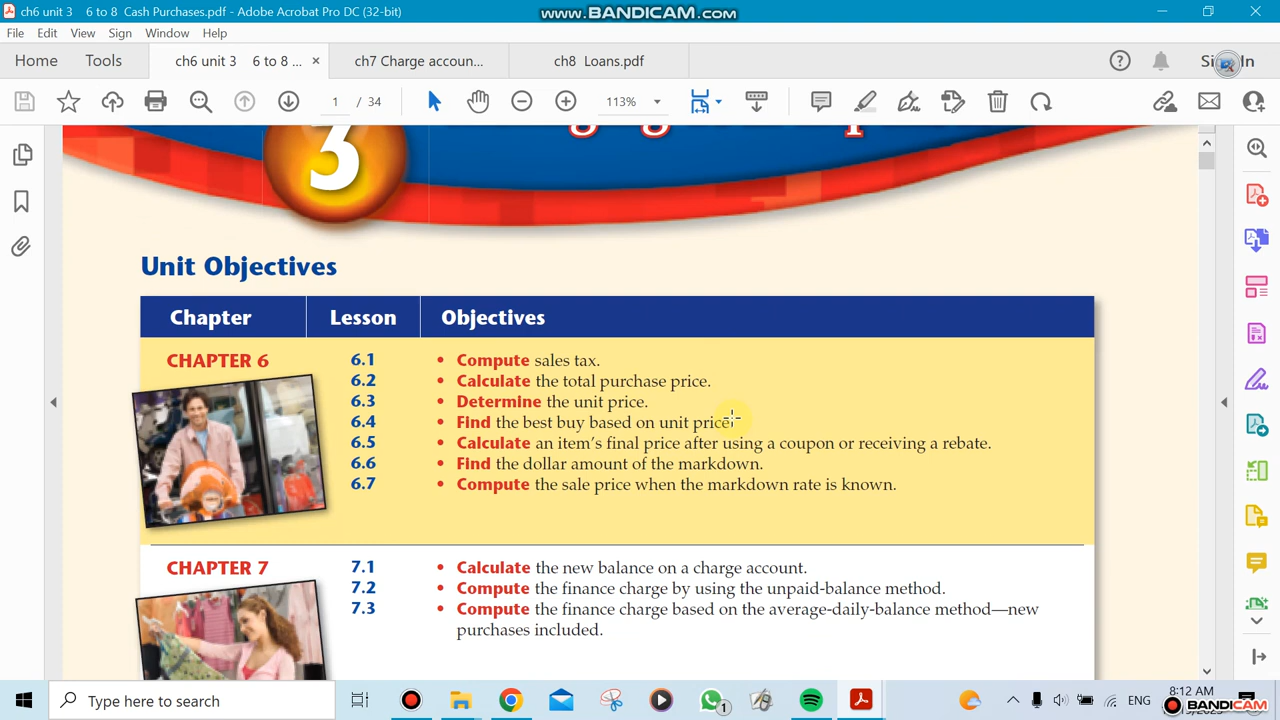 ch6 unit 3 6 to 8 Cash Purchases.pdf - Adobe Acrobat Pro DC (32-bit)
www.BANDICAM.com
File Edit View Sign Window Help
Home Tools ch6 unit 3 6 to 8 ... × ch7 Charge accoun... ch8 Loans.pdf
1 / 34 113%
3
Unit Objectives
Chapter Lesson Objectives
CHAPTER 6
6.1 • Compute sales tax.
6.2 • Calculate the total purchase price.
6.3 • Determine the unit price.
6.4 • Find the best buy based on unit price
6.5 • Calculate an item's final price after using a coupon or receiving a rebate.
6.6 • Find the dollar amount of the markdown.
6.7 • Compute the sale price when the markdown rate is known.
CHAPTER 7
7.1 • Calculate the new balance on a charge account.
7.2 • Compute the finance charge by using the unpaid-balance method.
7.3 • Compute the finance charge based on the average-daily-balance method—new
purchases included.
Type here to search
1
ENG
8:12 AM
BANDICAM